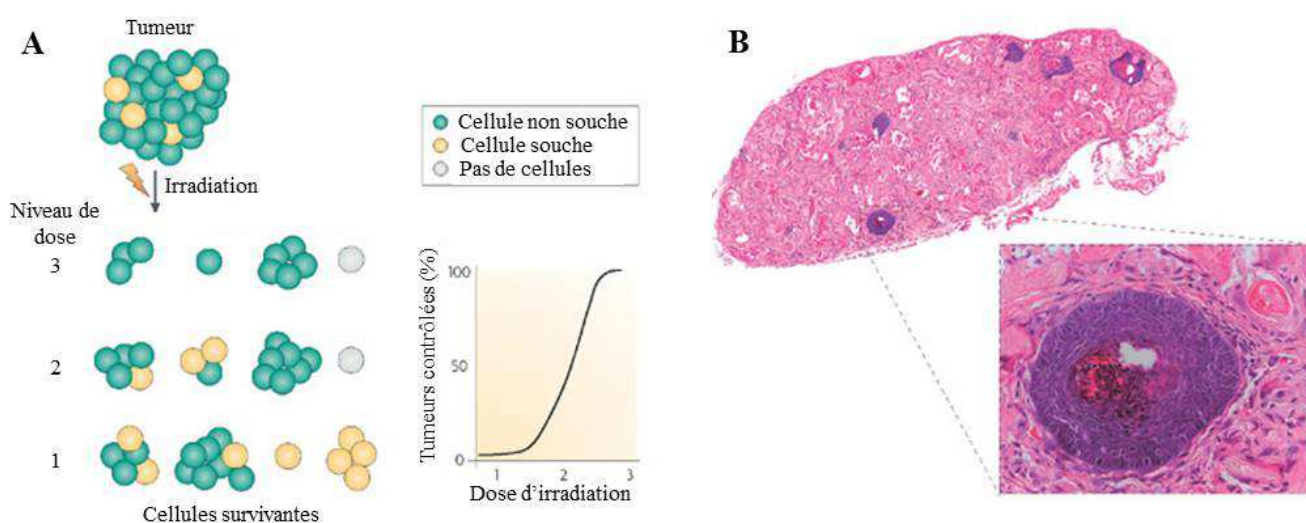 A
Tumeur
Irradiation
Niveau de
dose
3
2
1
Cellules survivantes
Cellule non souche
Cellule souche
Pas de cellules
Tumeurs contrôlées (%)
100
50
0
1 2 3
Dose d’irradiation
B